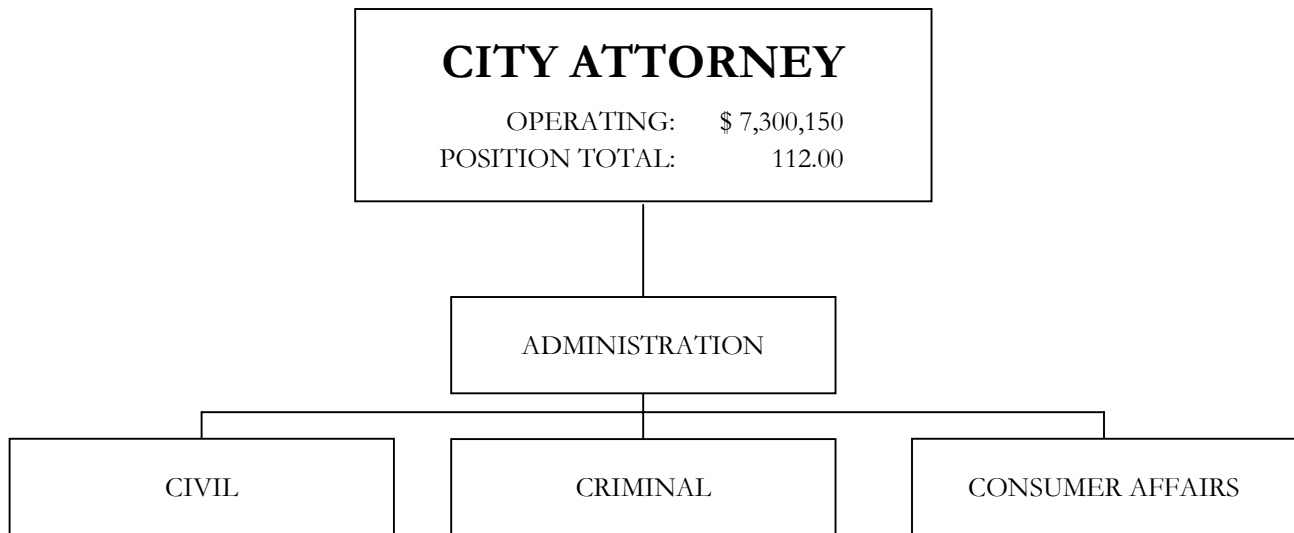 CITY ATTORNEY
OPERATING: $ 7,300,150
POSITION TOTAL: 112.00
ADMINISTRATION
CIVIL
CRIMINAL
CONSUMER AFFAIRS